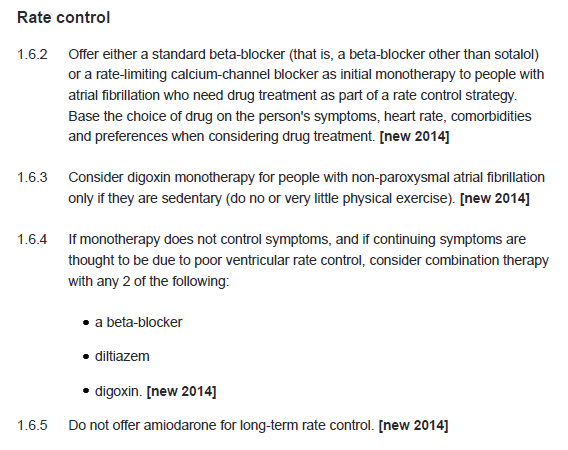 Rate control
1.6.2 Offer either a standard beta-blocker (that is, a beta-blocker other than sotalol)
or a rate-limiting calcium-channel blocker as initial monotherapy to people with
atrial fibrillation who need drug treatment as part of a rate control strategy.
Base the choice of drug on the person's symptoms, heart rate, comorbidities
and preferences when considering drug treatment. [new 2014]
1.6.3 Consider digoxin monotherapy for people with non-paroxysmal atrial fibrillation
only if they are sedentary (do no or very little physical exercise). [new 2014]
1.6.4 If monotherapy does not control symptoms, and if continuing symptoms are
thought to be due to poor ventricular rate control, consider combination therapy
with any 2 of the following:
• a beta-blocker
• diltiazem
• digoxin. [new 2014]
1.6.5 Do not offer amiodarone for long-term rate control. [new 2014]